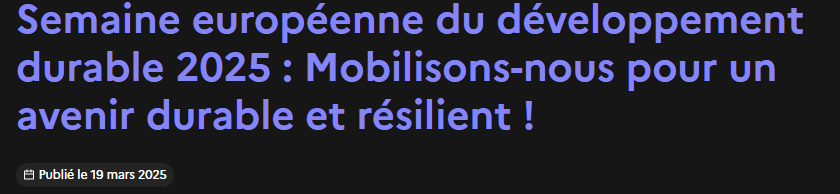 Semaine européenne du développement
durable 2025 : Mobilisons-nous pour un
avenir durable et résilient !
Publié le 19 mars 2025